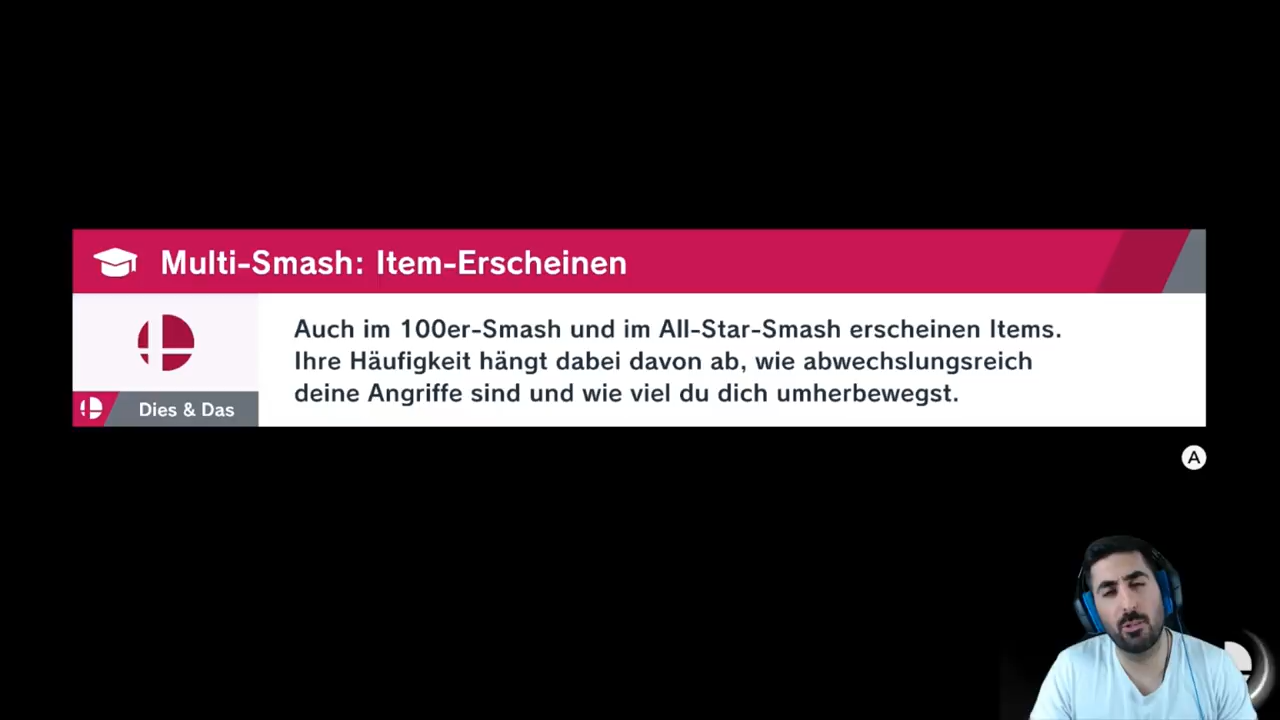 Multi-Smash: Item-Erscheinen
Auch im 100er-Smash und im All-Star-Smash erscheinen Items.
Ihre Häufigkeit hängt dabei davon ab, wie abwechslungsreich
deine Angriffe sind und wie viel du dich umherbewegst.
Dies & Das
A